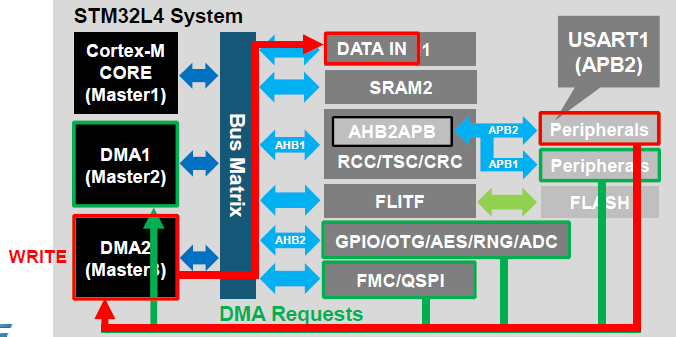 STM32L4 System
Cortex-M
CORE
(Master1)
DMA1
(Master2)
DMA2
(Master3)
WRITE
Bus Matrix
AHB1
AHB2
DATA IN 1
SRAM2
AHB2APB
RCC/TSC/CRC
FLITF
GPIO/OTG/AES/RNG/ADC
FMC/QSPI
APB2
APB1
USART1
(APB2)
Peripherals
Peripherals
FLASH
DMA Requests